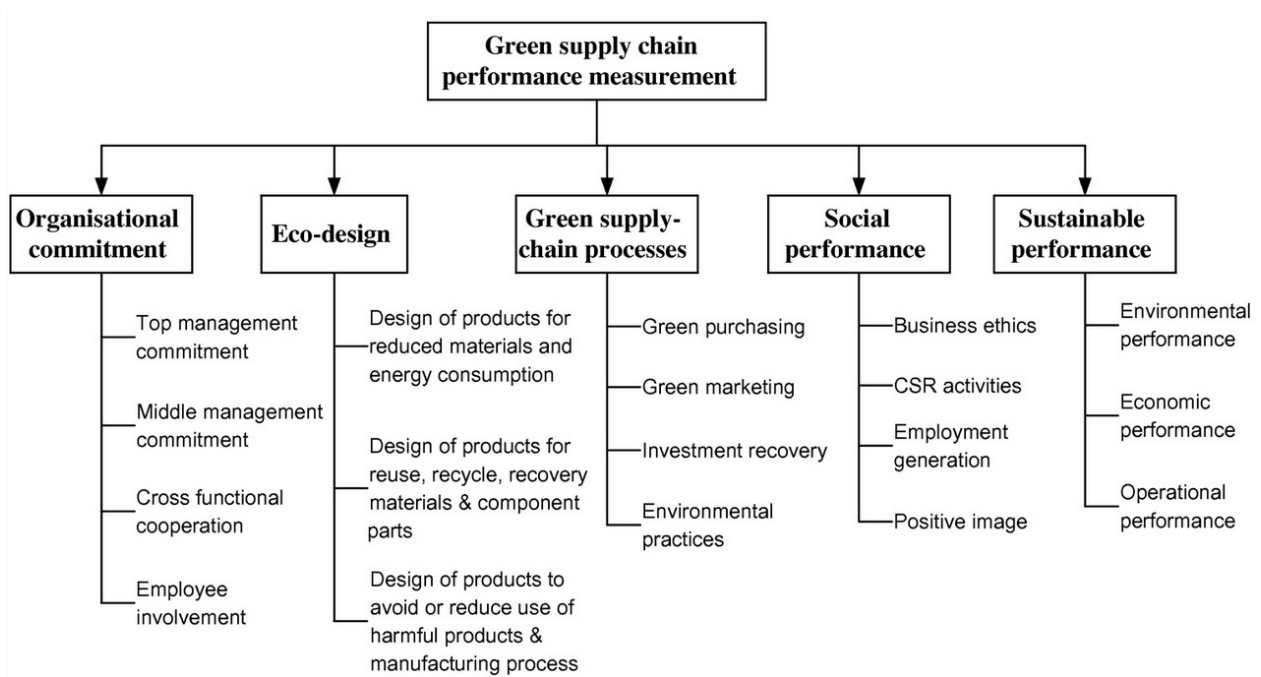 Green supply chain
performance measurement
Organisational
commitment
Top management
commitment
Middle management
commitment
Cross functional
cooperation
Employee
involvement
Eco-design
Design of products for
reduced materials and
energy consumption
Design of products for
reuse, recycle, recovery
materials & component
parts
Design of products to
avoid or reduce use of
harmful products &
manufacturing process
Green supply-
chain processes
Green purchasing
Green marketing
Investment recovery
Environmental
practices
Social
performance
Business ethics
CSR activities
Employment
generation
Positive image
Sustainable
performance
Environmental
performance
Economic
performance
Operational
performance